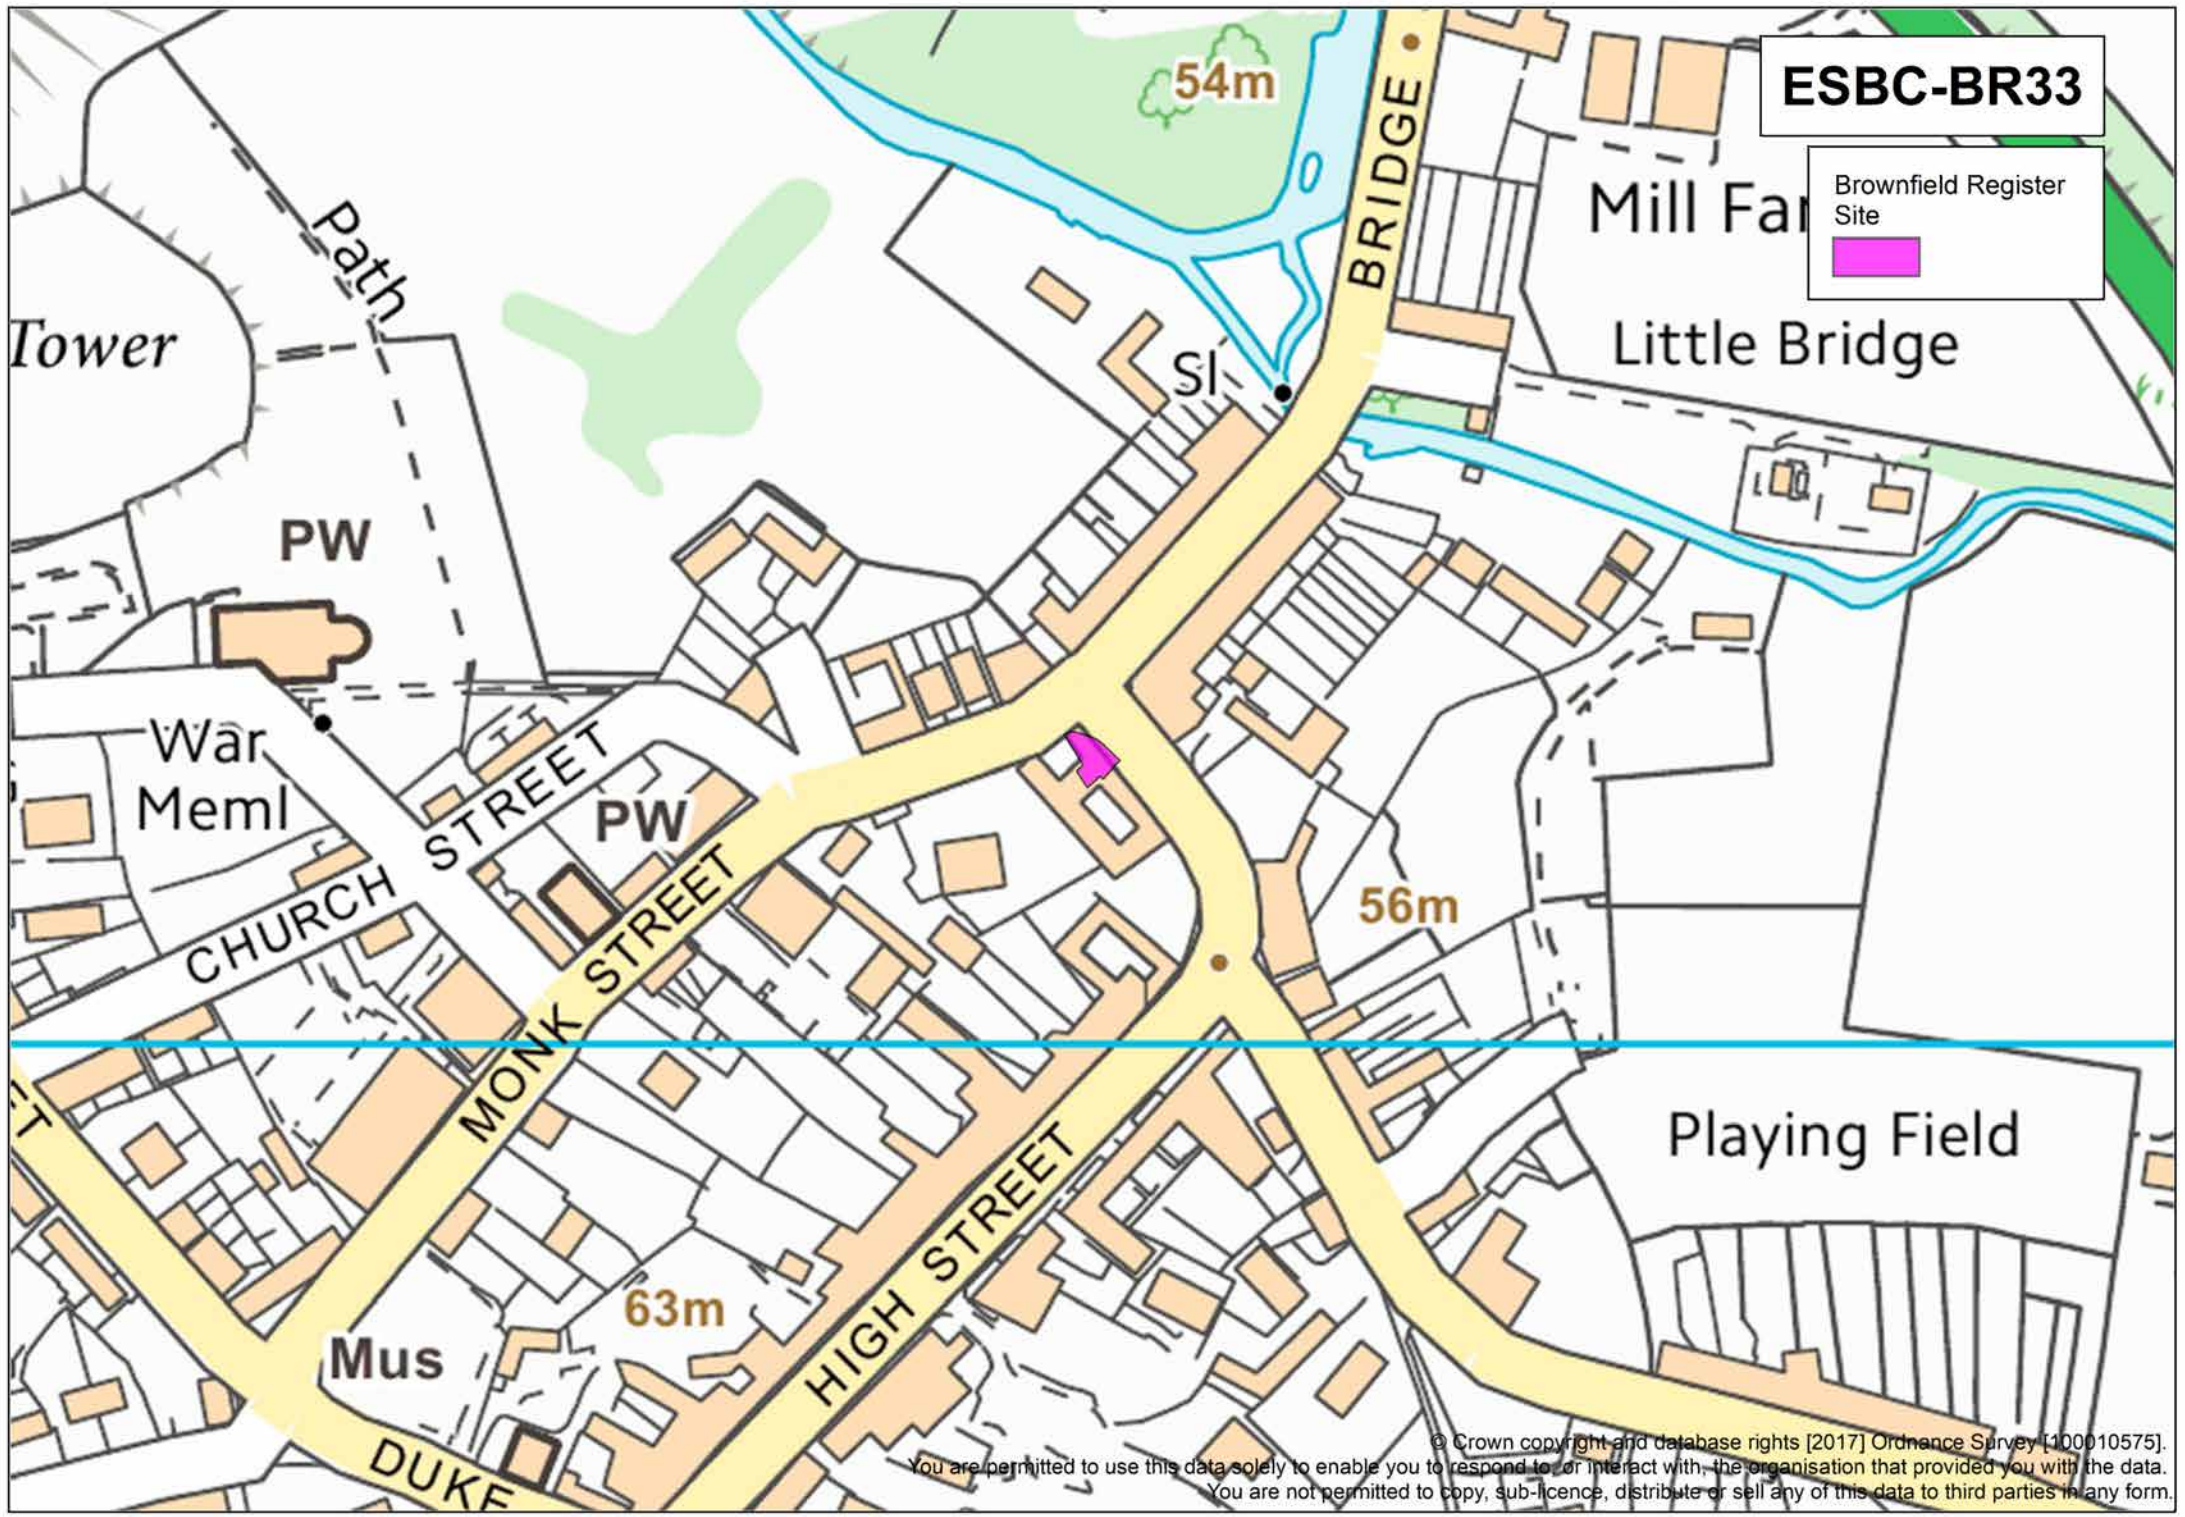 54m
BRIDGE
ESBC-BR33
Brownfield Register
Site
Mill Far
Little Bridge
Path
Tower
Sl
PW
War
Meml
CHURCH STREET
PW
MONK STREET
56m
ET
Playing Field
HIGH STREET
63m
Mus
DUKE
© Crown copyright and database rights [2017] Ordnance Survey [100010575].
You are permitted to use this data solely to enable you to respond to, or interact with, the organisation that provided you with the data.
You are not permitted to copy, sub-licence, distribute or sell any of this data to third parties in any form.